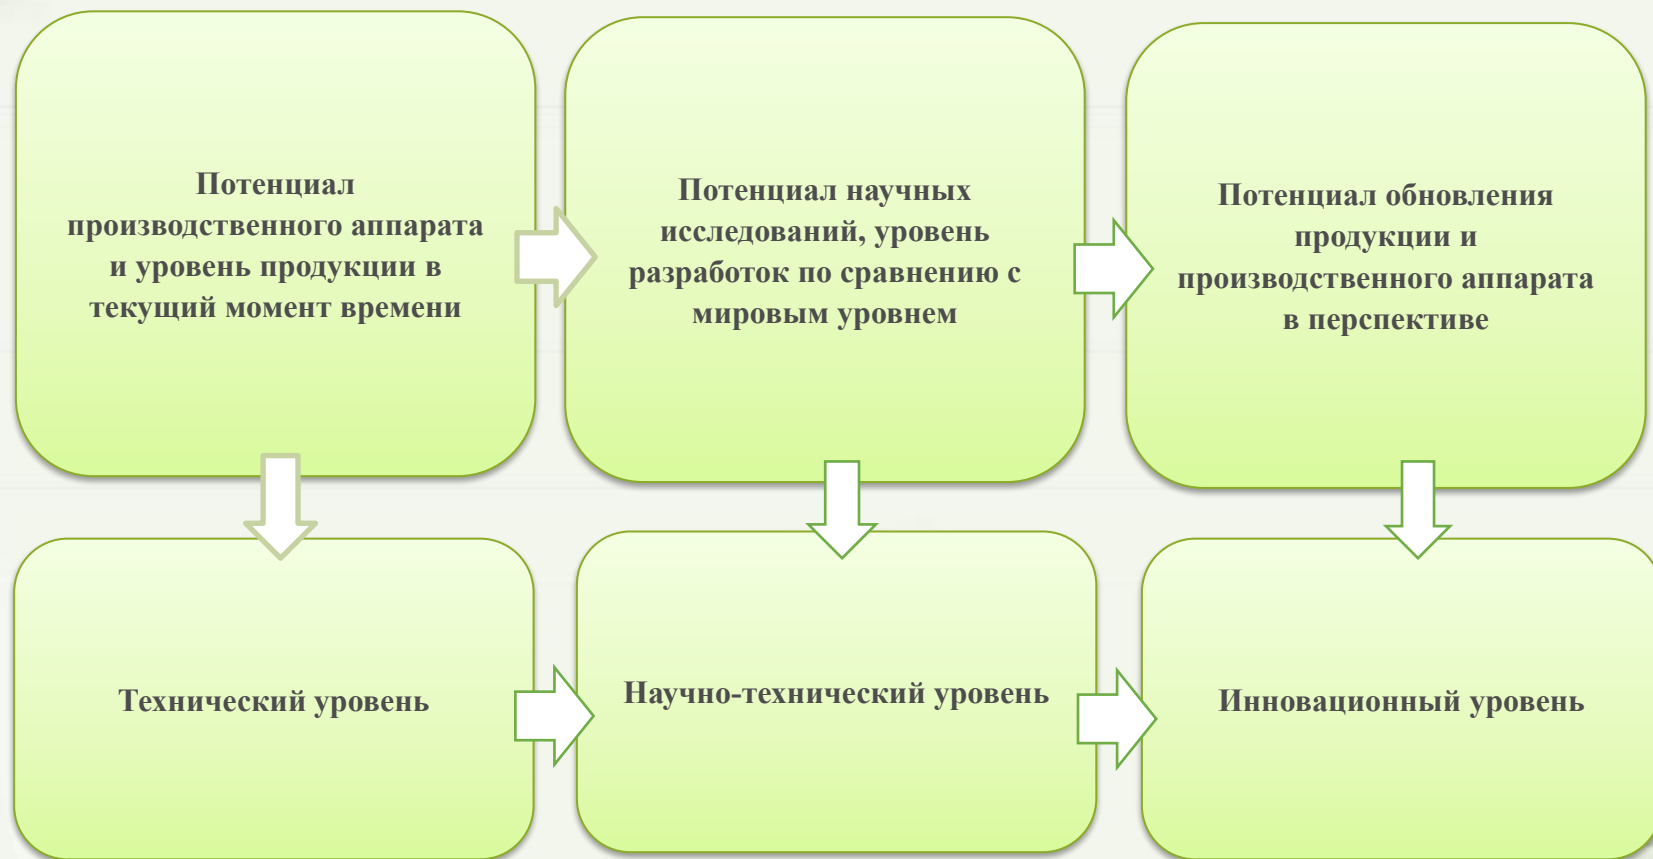 Потенциал
производственного аппарата
и уровень продукции в
текущий момент времени
Потенциал научных
исследований, уровень
разработок по сравнению с
мировым уровнем
Потенциал обновления
продукции и
производственного аппарата
в перспективе
Технический уровень
Научно-технический уровень
Инновационный уровень